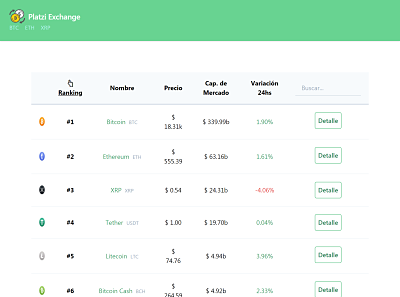 Platzi Exchange
BTC ETH XRP
Ranking Nombre Precio Cap. de Mercado Variación 24hs Buscar...
#1 Bitcoin BTC $ 18.31k $ 339.99b 1.90% Detalle
#2 Ethereum ETH $ 555.39 $ 63.16b 1.61% Detalle
#3 XRP XRP $ 0.54 $ 24.31b -4.06% Detalle
#4 Tether USDT $ 1.00 $ 19.70b 0.04% Detalle
#5 Litecoin LTC $ 74.76 $ 4.94b 3.96% Detalle
#6 Bitcoin Cash BCH $ 264.59 $ 4.92b 2.33% Detalle